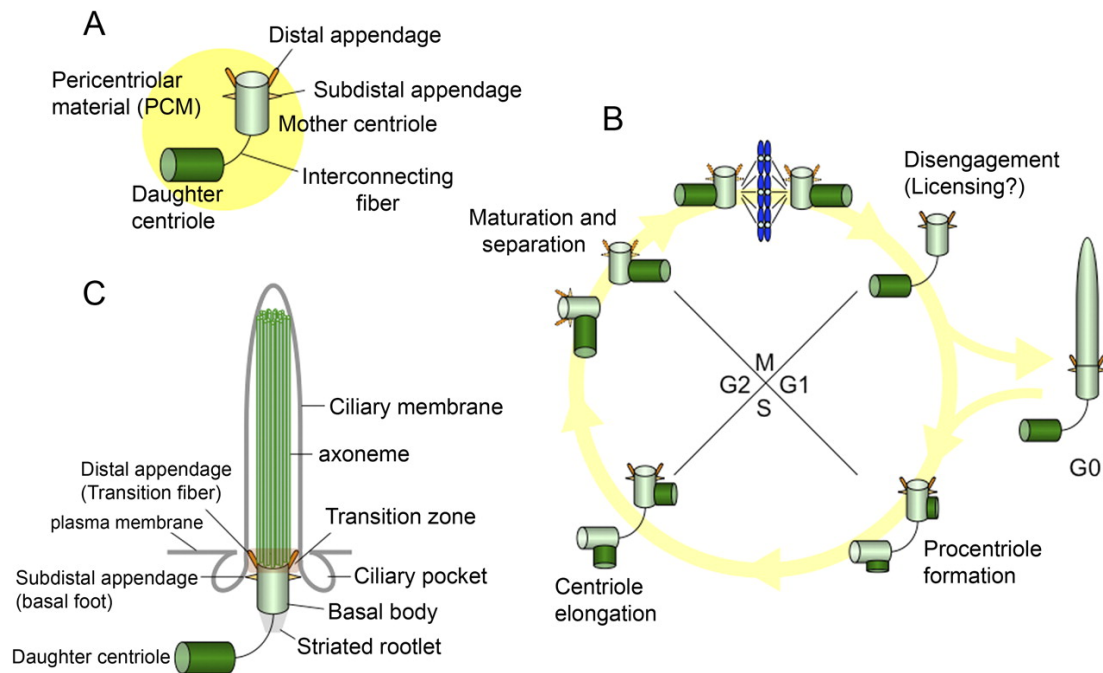 A
Distal appendage
Pericentriolar
material (PCM)
Subdistal appendage
Mother centriole
Interconnecting
fiber
Daughter
centriole
B
Disengagement
(Licensing?)
Maturation and
separation
M
G2
G1
S
G0
Procentriole
formation
Centriole
elongation
C
Ciliary membrane
axoneme
Distal appendage
(Transition fiber)
plasma membrane
Transition zone
Subdistal appendage
(basal foot)
Ciliary pocket
Basal body
Striated rootlet
Daughter centriole